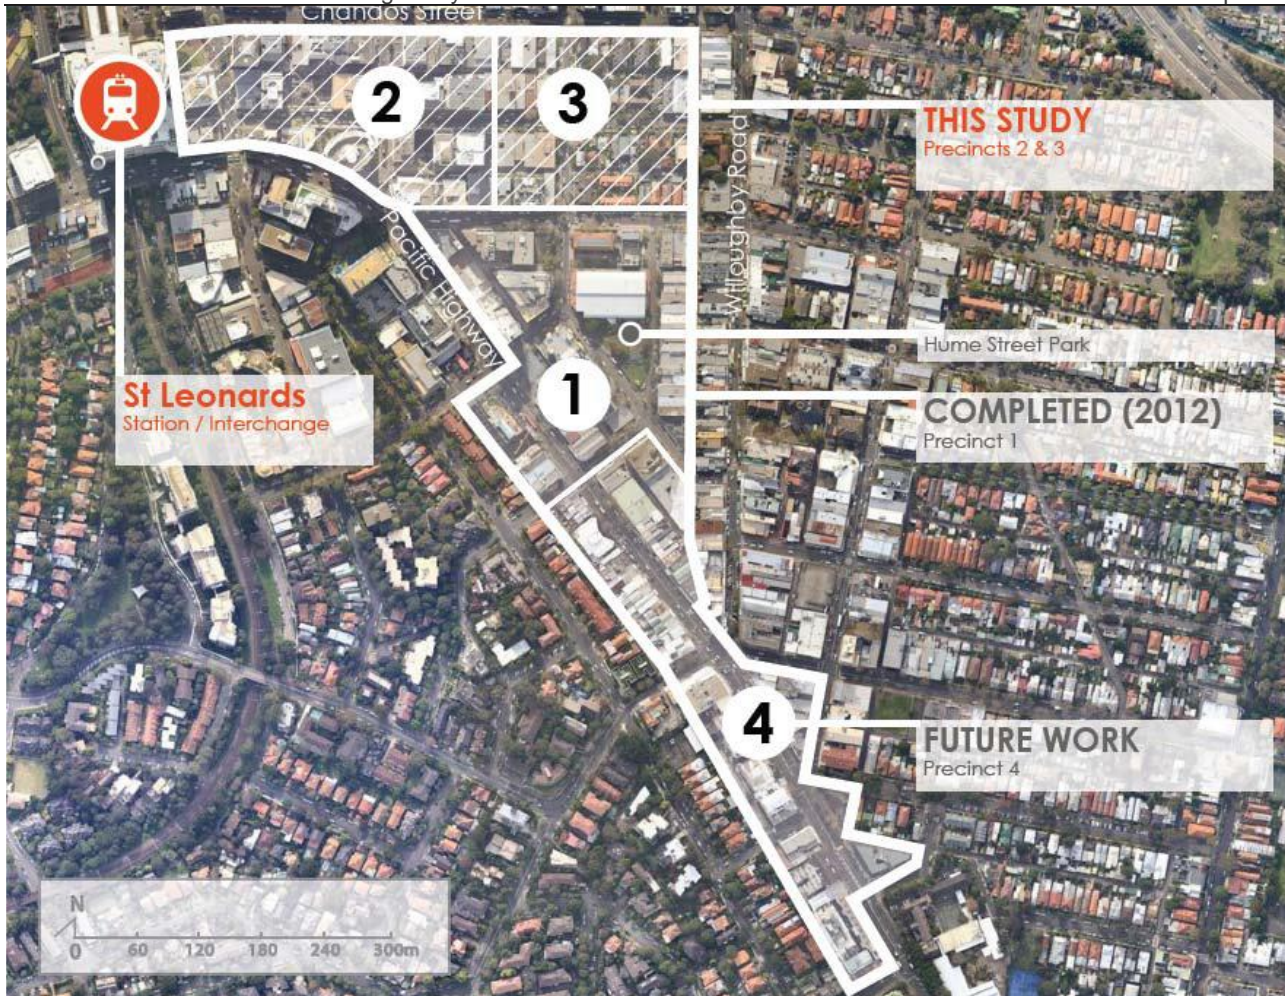 Chandos Street
2
3
THIS STUDY
Precincts 2 & 3
Willoughby Road
Pacific Highway
Hume Street Park
1
St Leonards
Station / Interchange
COMPLETED (2012)
Precinct 1
4
FUTURE WORK
Precinct 4
N
0 60 120 180 240 300m